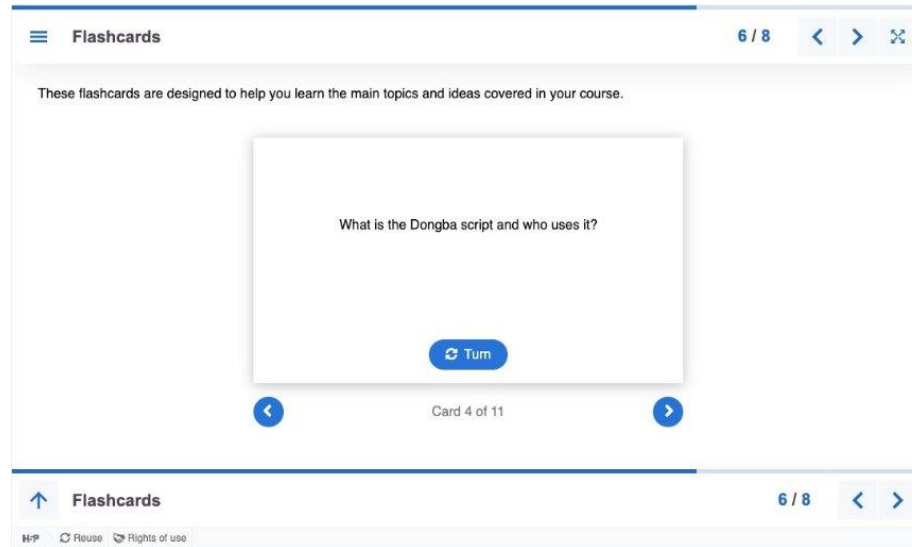 Flashcards
6 / 8
These flashcards are designed to help you learn the main topics and ideas covered in your course.
What is the Dongba script and who uses it?
Turn
Card 4 of 11
Flashcards
6 / 8
H5P Reuse Rights of use